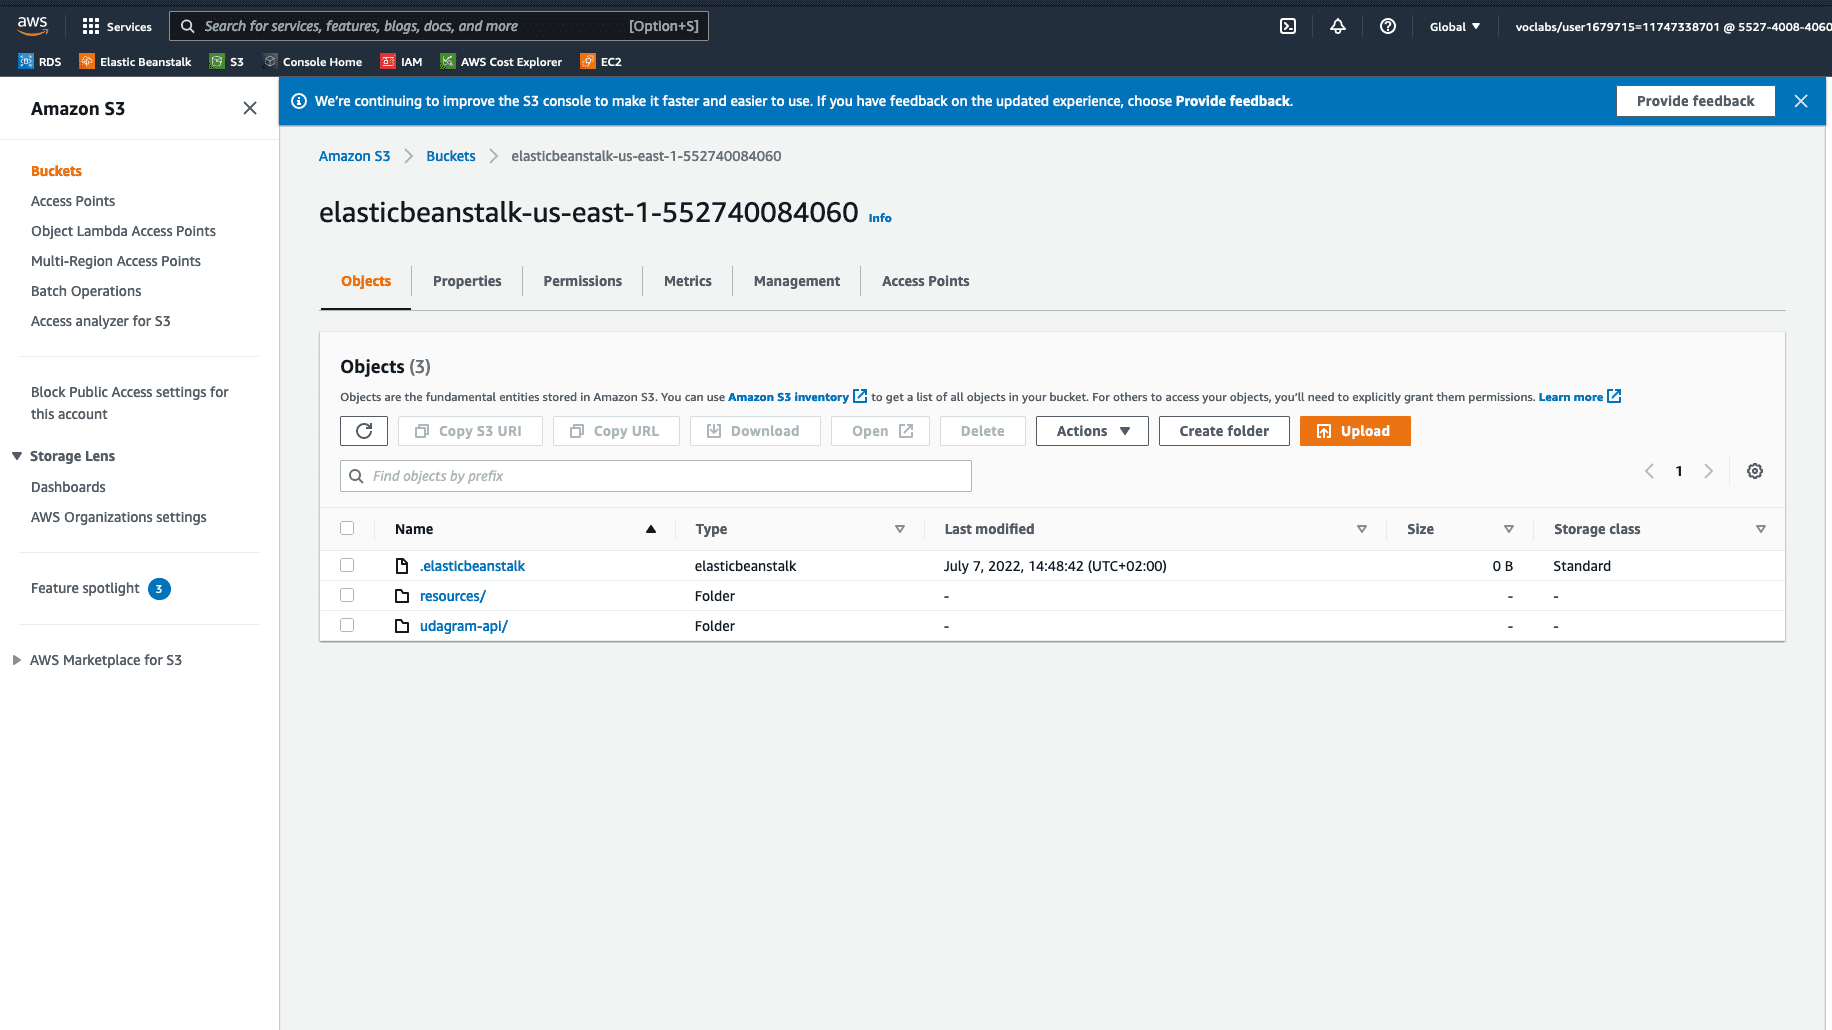 aws Services Search for services, features, blogs, docs, and more [Option+S] Global voclabs/user1679715=11747338701 @ 5527-4008-4060
RDS Elastic Beanstalk S3 Console Home IAM AWS Cost Explorer EC2
Amazon S3
We're continuing to improve the S3 console to make it faster and easier to use. If you have feedback on the updated experience, choose Provide feedback.
Provide feedback
Buckets
Access Points
Object Lambda Access Points
Multi-Region Access Points
Batch Operations
Access analyzer for S3
Block Public Access settings for
this account
Storage Lens
Dashboards
AWS Organizations settings
Feature spotlight 3
AWS Marketplace for S3
Amazon S3 Buckets elasticbeanstalk-us-east-1-552740084060
elasticbeanstalk-us-east-1-552740084060 Info
Objects Properties Permissions Metrics Management Access Points
Objects (3)
Objects are the fundamental entities stored in Amazon S3. You can use Amazon S3 inventory to get a list of all objects in your bucket. For others to access your objects, you'll need to explicitly grant them permissions. Learn more
Copy S3 URI Copy URL Download Open Delete Actions Create folder Upload
Find objects by prefix
1
Name Type Last modified Size Storage class
.elasticbeanstalk elasticbeanstalk July 7, 2022, 14:48:42 (UTC+02:00) 0 B Standard
resources/ Folder - - -
udagram-api/ Folder - - -